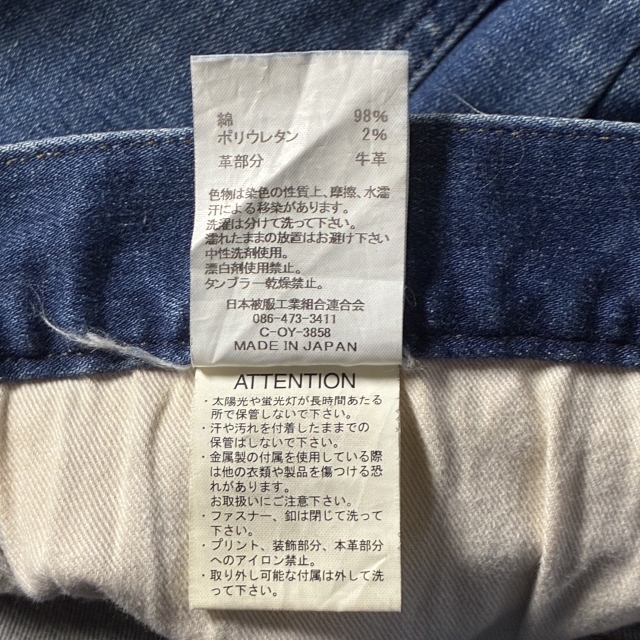 綿 98%
ポリウレタン 2%
革部分 牛革
色物は染色の性質上、摩擦、水濡
汗による移染があります。
洗濯は分けて洗って下さい。
濡れたままの放置はお避け下さい
中性洗剤使用。
漂白剤使用禁止。
タンブラー乾燥禁止。
日本被服工業組合連合会
086-473-3411
C-OY-3858
MADE IN JAPAN
ATTENTION
・太陽光や蛍光灯が長時間あたる
所で保管しないで下さい。
・汗や汚れを付着したままでの
保管はしないで下さい。
・金属製の付属を使用している際
は他の衣類や製品を傷つける恐
れがあります。
お取扱いにご注意下さい。
・ファスナー、釦は閉じて洗って
下さい。
・プリント、装飾部分、本革部分
へのアイロン禁止。
・取り外し可能な付属は外して洗
って下さい。